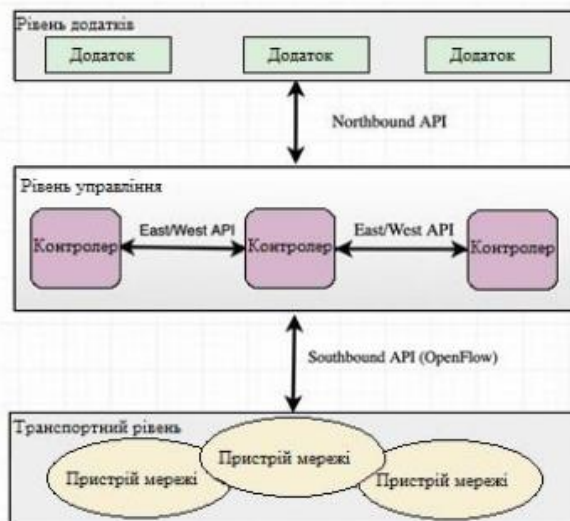 Рівень додатків
Додаток
Додаток
Додаток
Northbound API
Рівень управління
Контролер
East/West API
Контролер
East/West API
Контролер
Southbound API (OpenFlow)
Транспортний рівень
Пристрій мережі
Пристрій мережі
Пристрій мережі